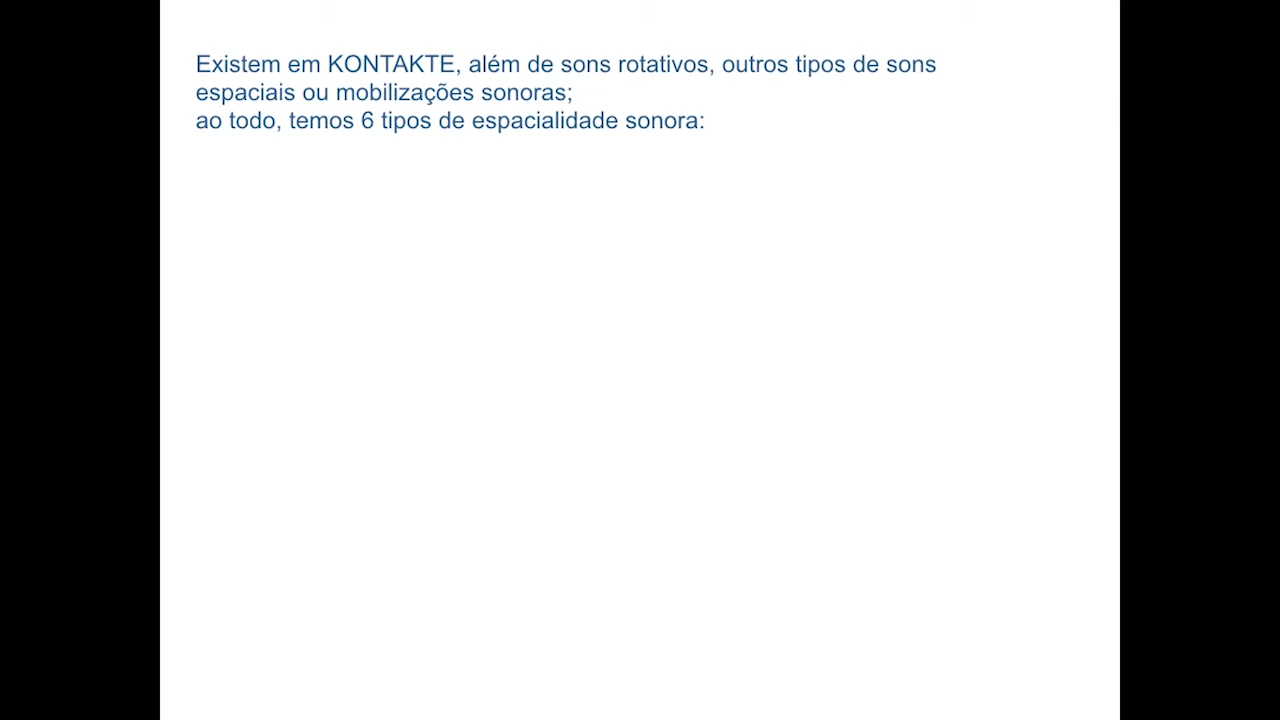 Existem em KONTAKTE, além de sons rotativos, outros tipos de sons
espaciais ou mobilizações sonoras;
ao todo, temos 6 tipos de espacialidade sonora: